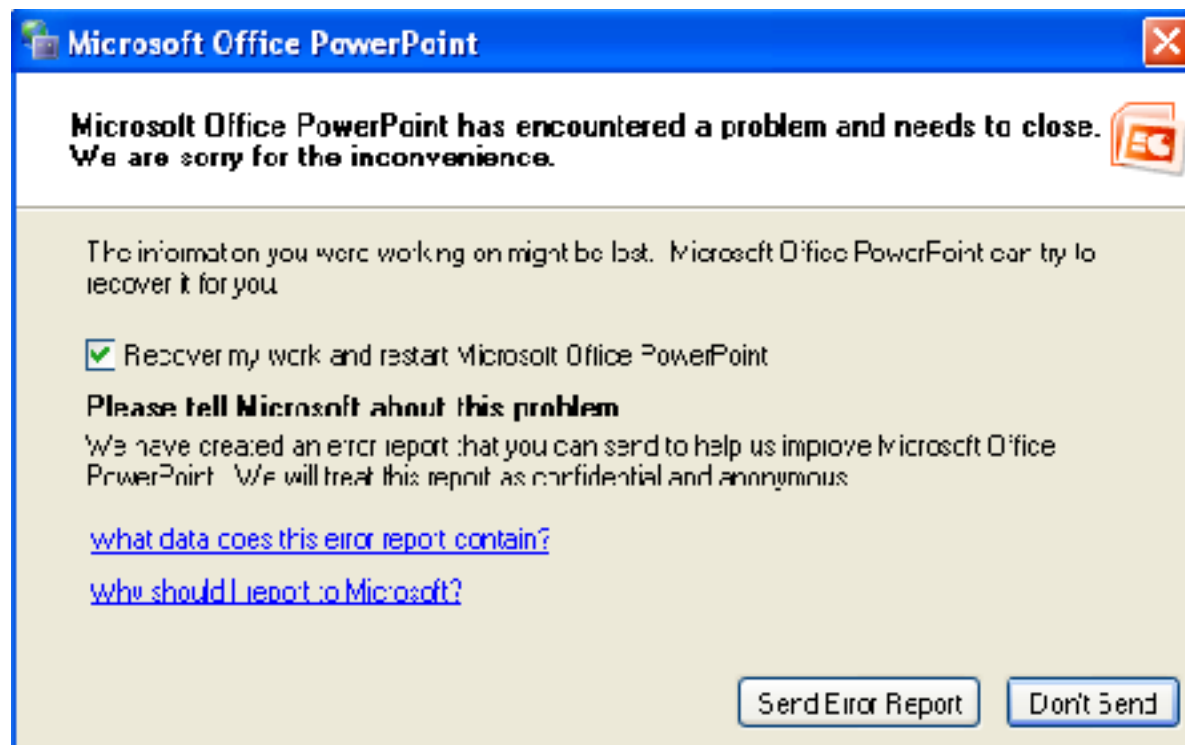 Microsoft Office PowerPoint
Microsoft Office PowerPoint has encountered a problem and needs to close.
We are sorry for the inconvenience.
The information you were working on might be lost. Microsoft Office PowerPoint can try to
recover it for you.
Recover my work and restart Microsoft Office PowerPoint
Please tell Microsoft about this problem
We have created an error report that you can send to help us improve Microsoft Office
PowerPoint. We will treat this report as confidential and anonymous
What data does this error report contain?
Why should I report to Microsoft?
Send Error Report
Don't Send